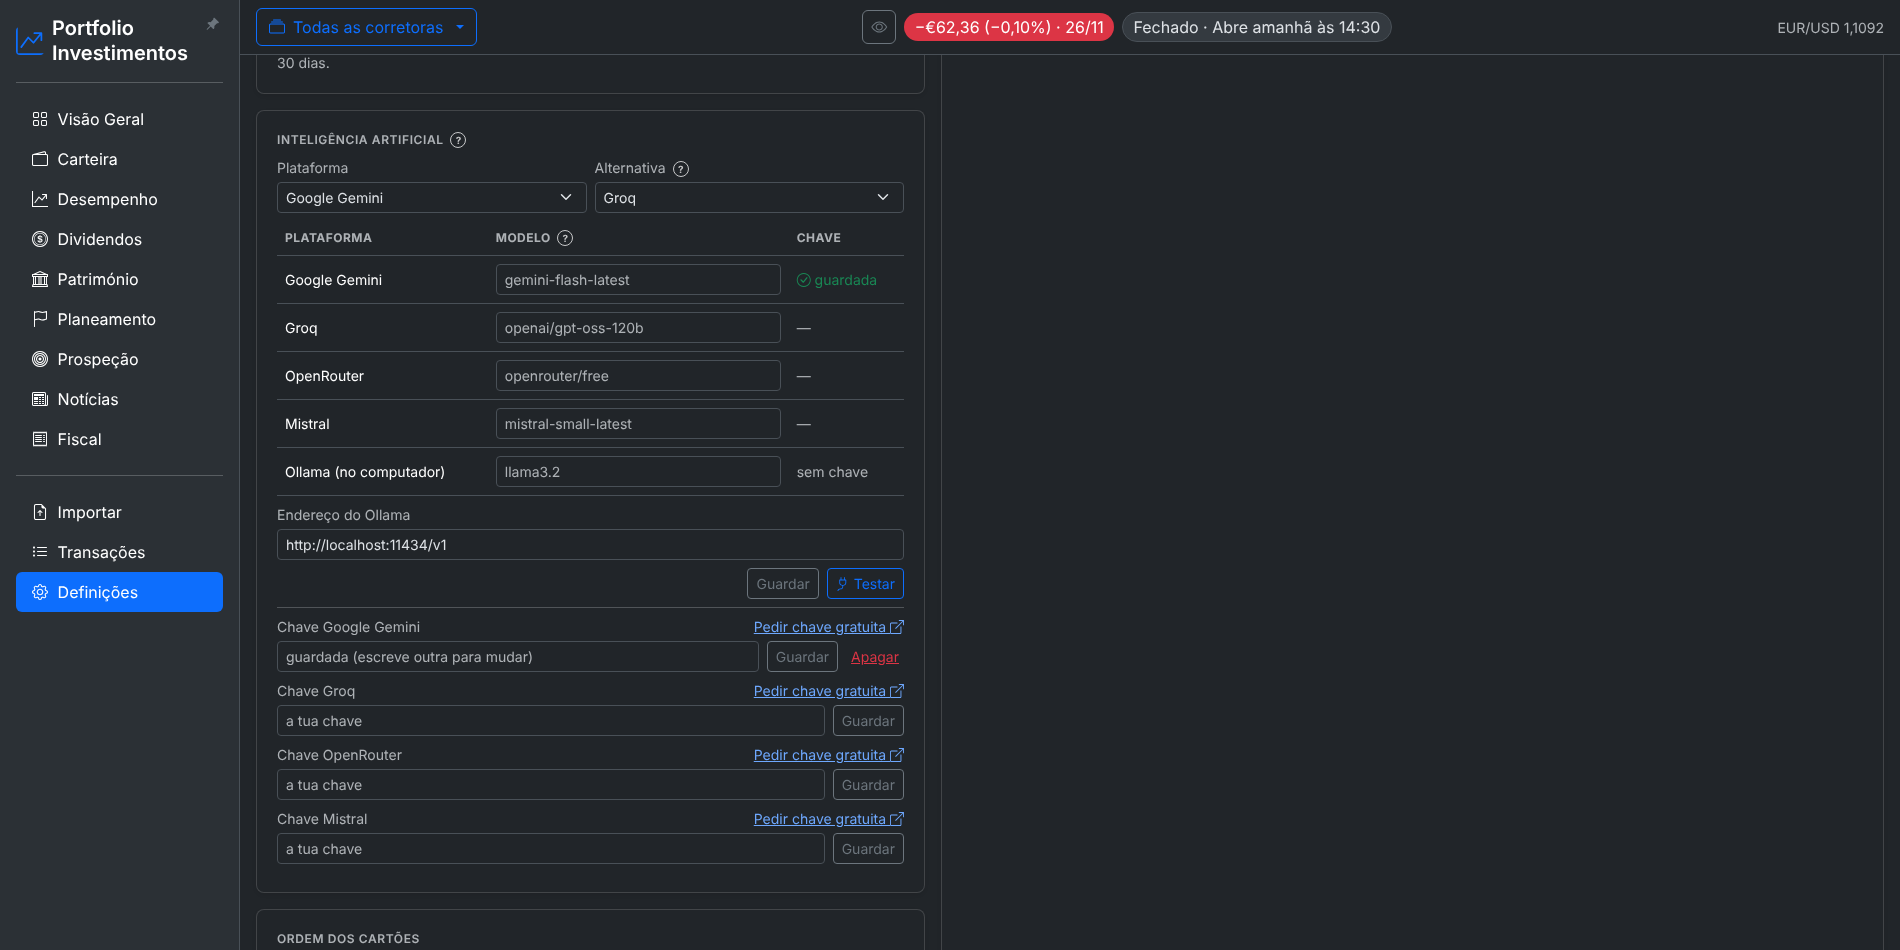 Portfolio
Investimentos
Visão Geral
Carteira
Desempenho
Dividendos
Património
Planeamento
Prospeção
Notícias
Fiscal
Importar
Transações
Definições
Todas as corretoras
−€62,36 (−0,10%) · 26/11
Fechado · Abre amanhã às 14:30
EUR/USD 1,1092
30 dias.
INTELIGÊNCIA ARTIFICIAL ?
Plataforma
Alternativa ?
Google Gemini
Groq
PLATAFORMA MODELO ? CHAVE
Google Gemini gemini-flash-latest guardada
Groq openai/gpt-oss-120b —
OpenRouter openrouter/free —
Mistral mistral-small-latest —
Ollama (no computador) llama3.2 sem chave
Endereço do Ollama
http://localhost:11434/v1
Guardar Testar
Chave Google Gemini Pedir chave gratuita
guardada (escreve outra para mudar) Guardar Apagar
Chave Groq Pedir chave gratuita
a tua chave Guardar
Chave OpenRouter Pedir chave gratuita
a tua chave Guardar
Chave Mistral Pedir chave gratuita
a tua chave Guardar
ORDEM DOS CARTÕES